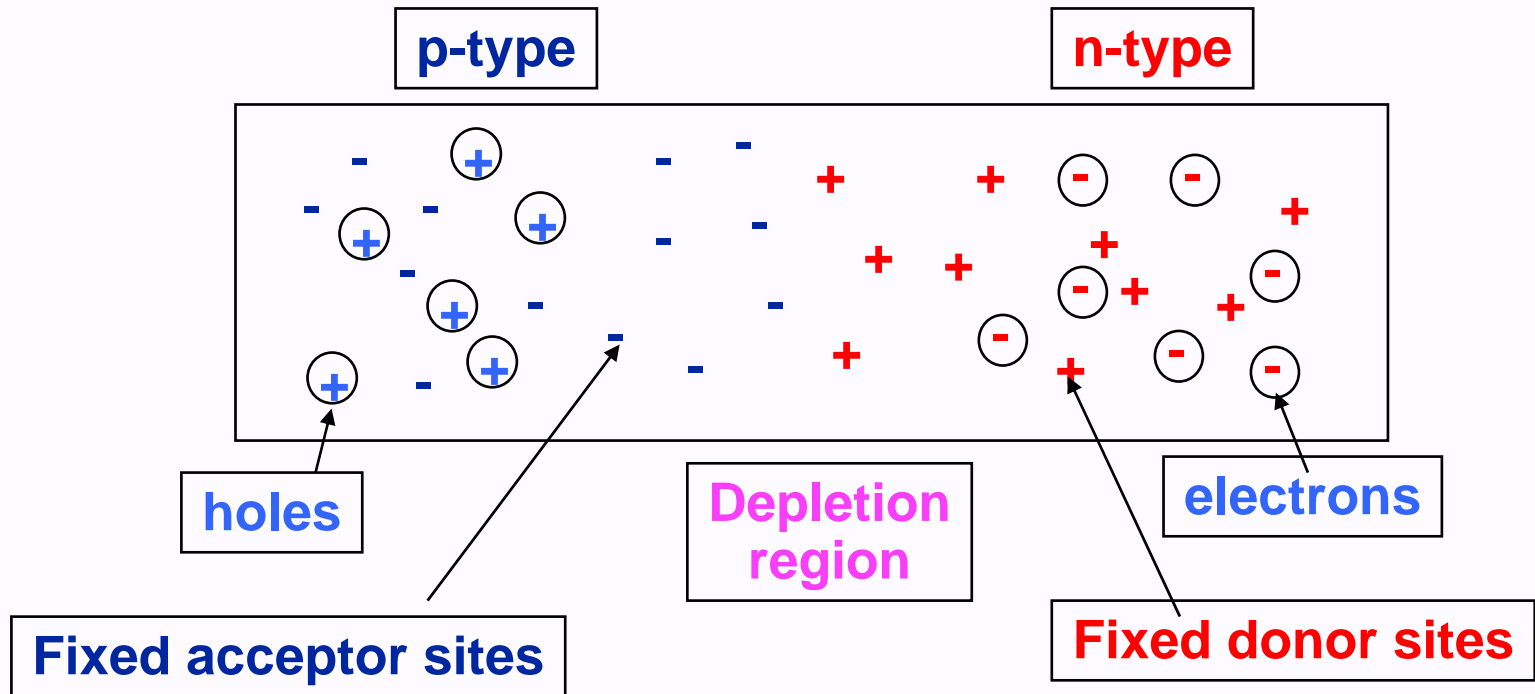 p-type
n-type
holes
Depletion
region
electrons
Fixed acceptor sites
Fixed donor sites